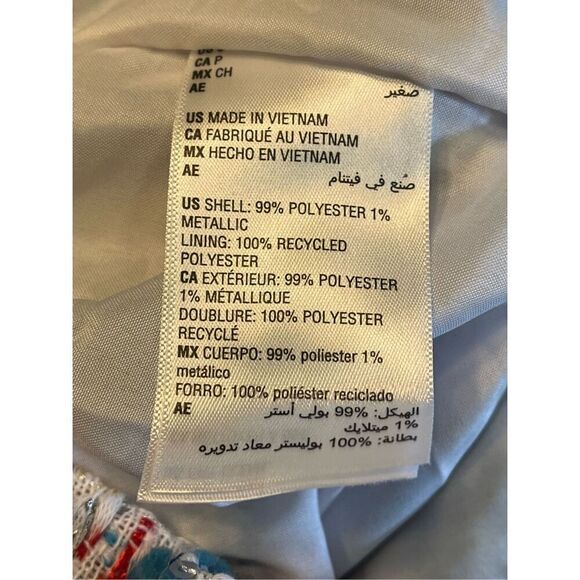 CA P
MX CH
AE صغير
US MADE IN VIETNAM
CA FABRIQUÉ AU VIETNAM
MX HECHO EN VIETNAM
AE صُنع في فيتنام
US SHELL: 99% POLYESTER 1%
METALLIC
LINING: 100% RECYCLED
POLYESTER
CA EXTÉRIEUR: 99% POLYESTER
1% MÉTALLIQUE
DOUBLURE: 100% POLYESTER
RECYCLÉ
MX CUERPO: 99% poliester 1%
metálico
FORRO: 100% poliéster reciclado
AE الهيكل: 99% بولي أستر
1% ميتلايك
بطانة: 100% بوليستر معاد تدويره